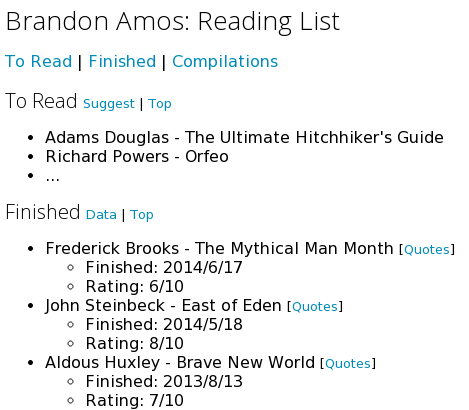 Brandon Amos: Reading List
To Read | Finished | Compilations
To Read Suggest | Top
• Adams Douglas - The Ultimate Hitchhiker's Guide
• Richard Powers - Orfeo
• ...
Finished Data | Top
• Frederick Brooks - The Mythical Man Month [Quotes]
◦ Finished: 2014/6/17
◦ Rating: 6/10
• John Steinbeck - East of Eden [Quotes]
◦ Finished: 2014/5/18
◦ Rating: 8/10
• Aldous Huxley - Brave New World [Quotes]
◦ Finished: 2013/8/13
◦ Rating: 7/10